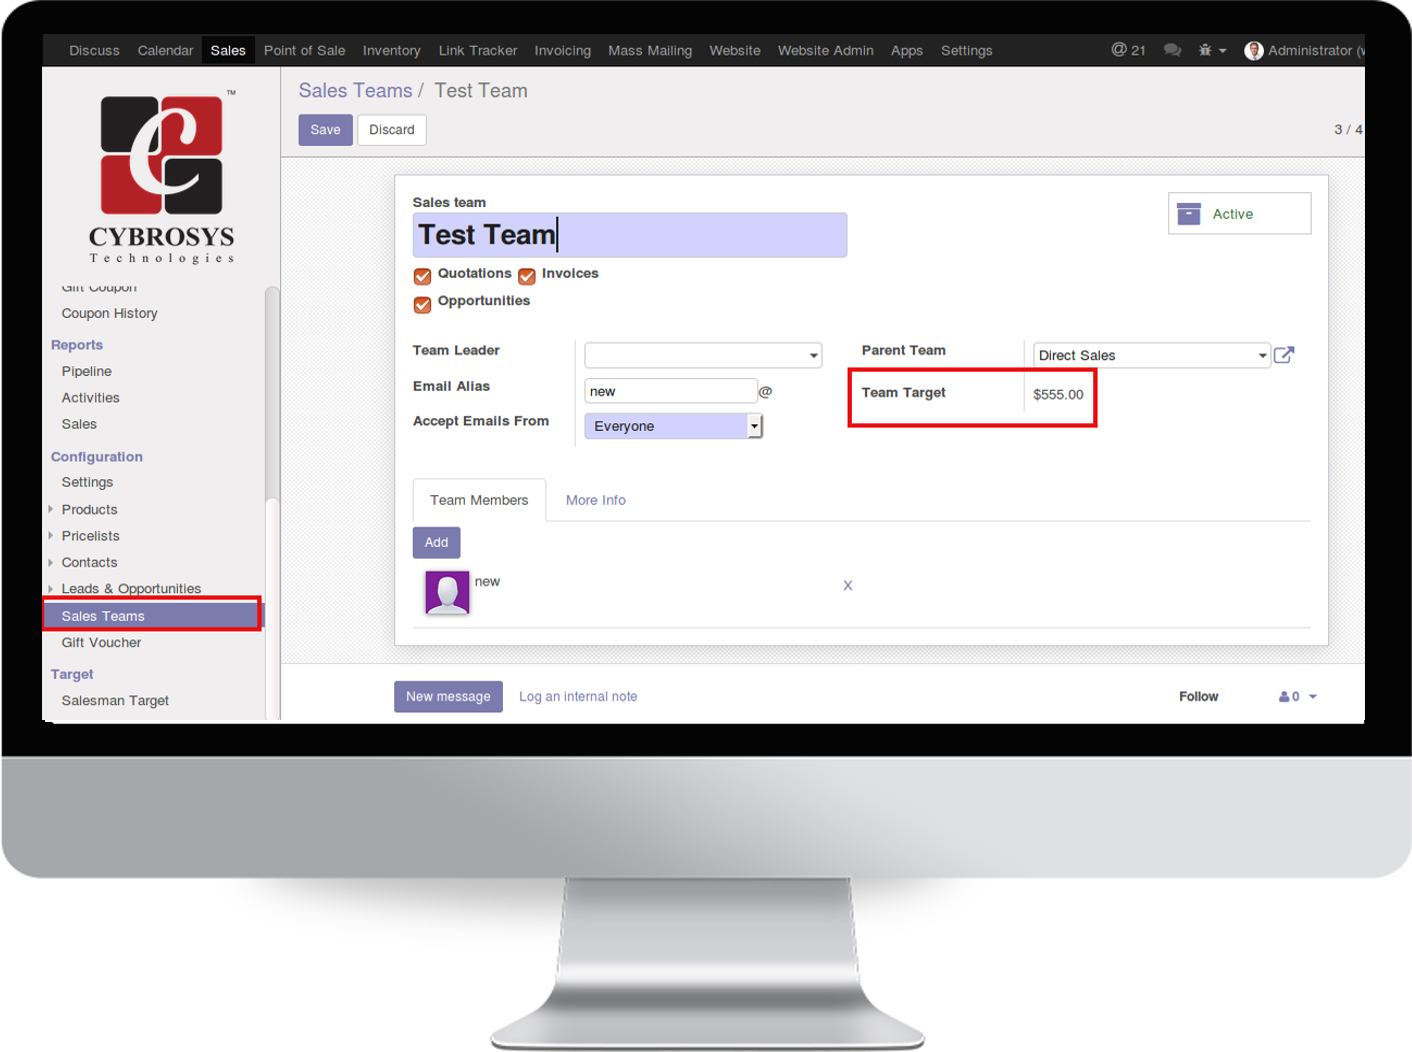 Discuss Calendar Sales Point of Sale Inventory Link Tracker Invoicing Mass Mailing Website Website Admin Apps Settings @ 21 Administrator (
™
CYBROSYS
Technologies
Gift Coupon
Coupon History
Reports
Pipeline
Activities
Sales
Configuration
Settings
Products
Pricelists
Contacts
Leads & Opportunities
Sales Teams
Gift Voucher
Target
Salesman Target
Sales Teams / Test Team
Save Discard
3 / 4
Sales team
Test Team
Active
Quotations Invoices
Opportunities
Team Leader
Email Alias new @
Accept Emails From Everyone
Parent Team Direct Sales
Team Target $555.00
Team Members More Info
Add
new X
New message Log an internal note Follow 0